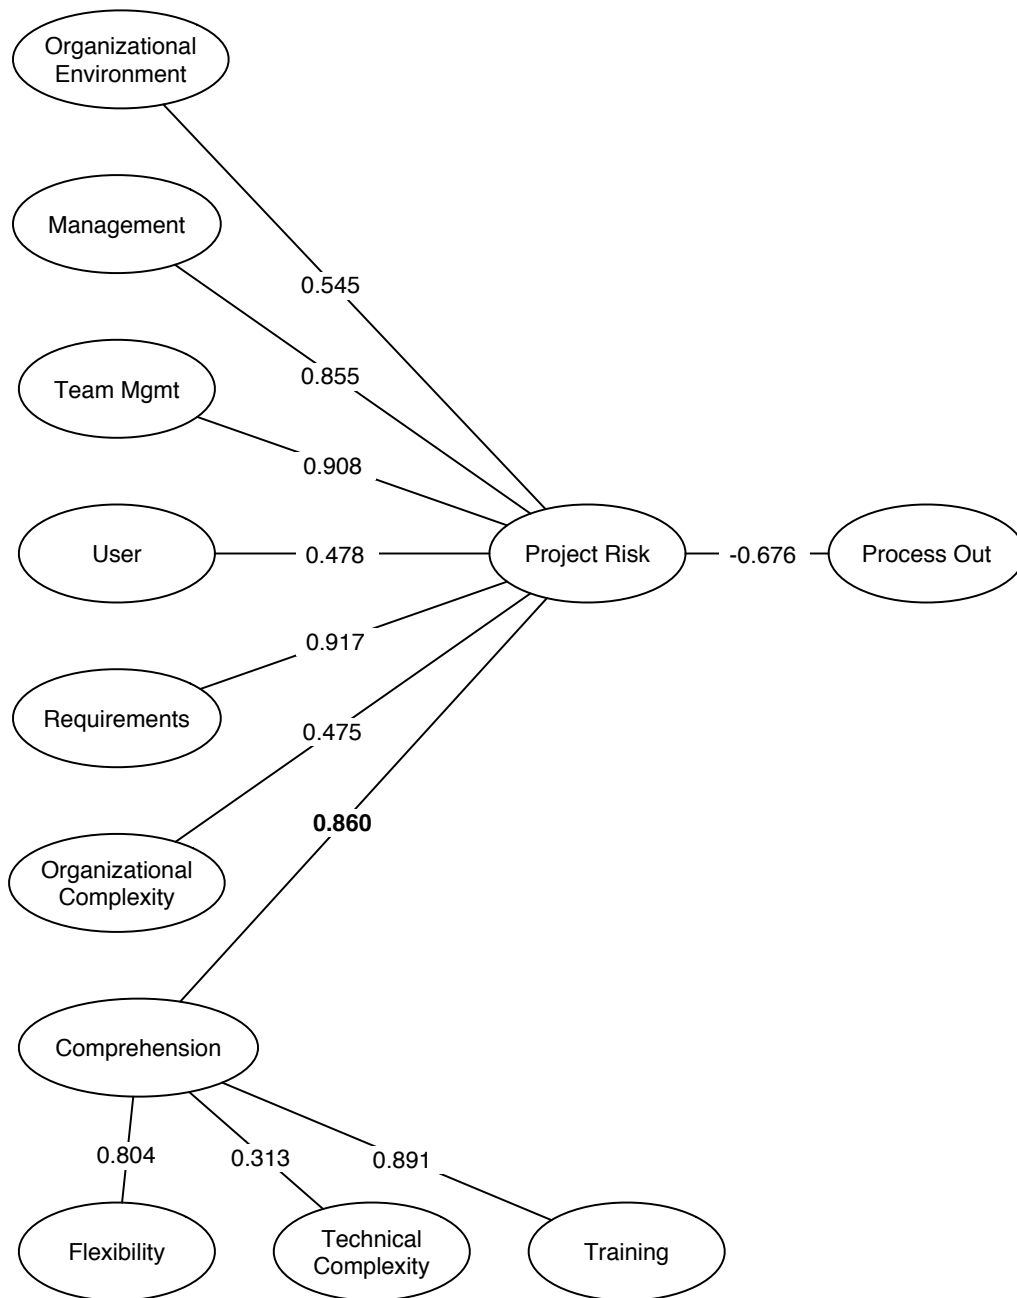 Organizational
Environment
Management
0.545
Team Mgmt
0.855
0.908
User
0.478
Project Risk
-0.676
Process Out
0.917
Requirements
0.475
0.860
Organizational
Complexity
Comprehension
0.804
0.313
0.891
Flexibility
Technical
Complexity
Training